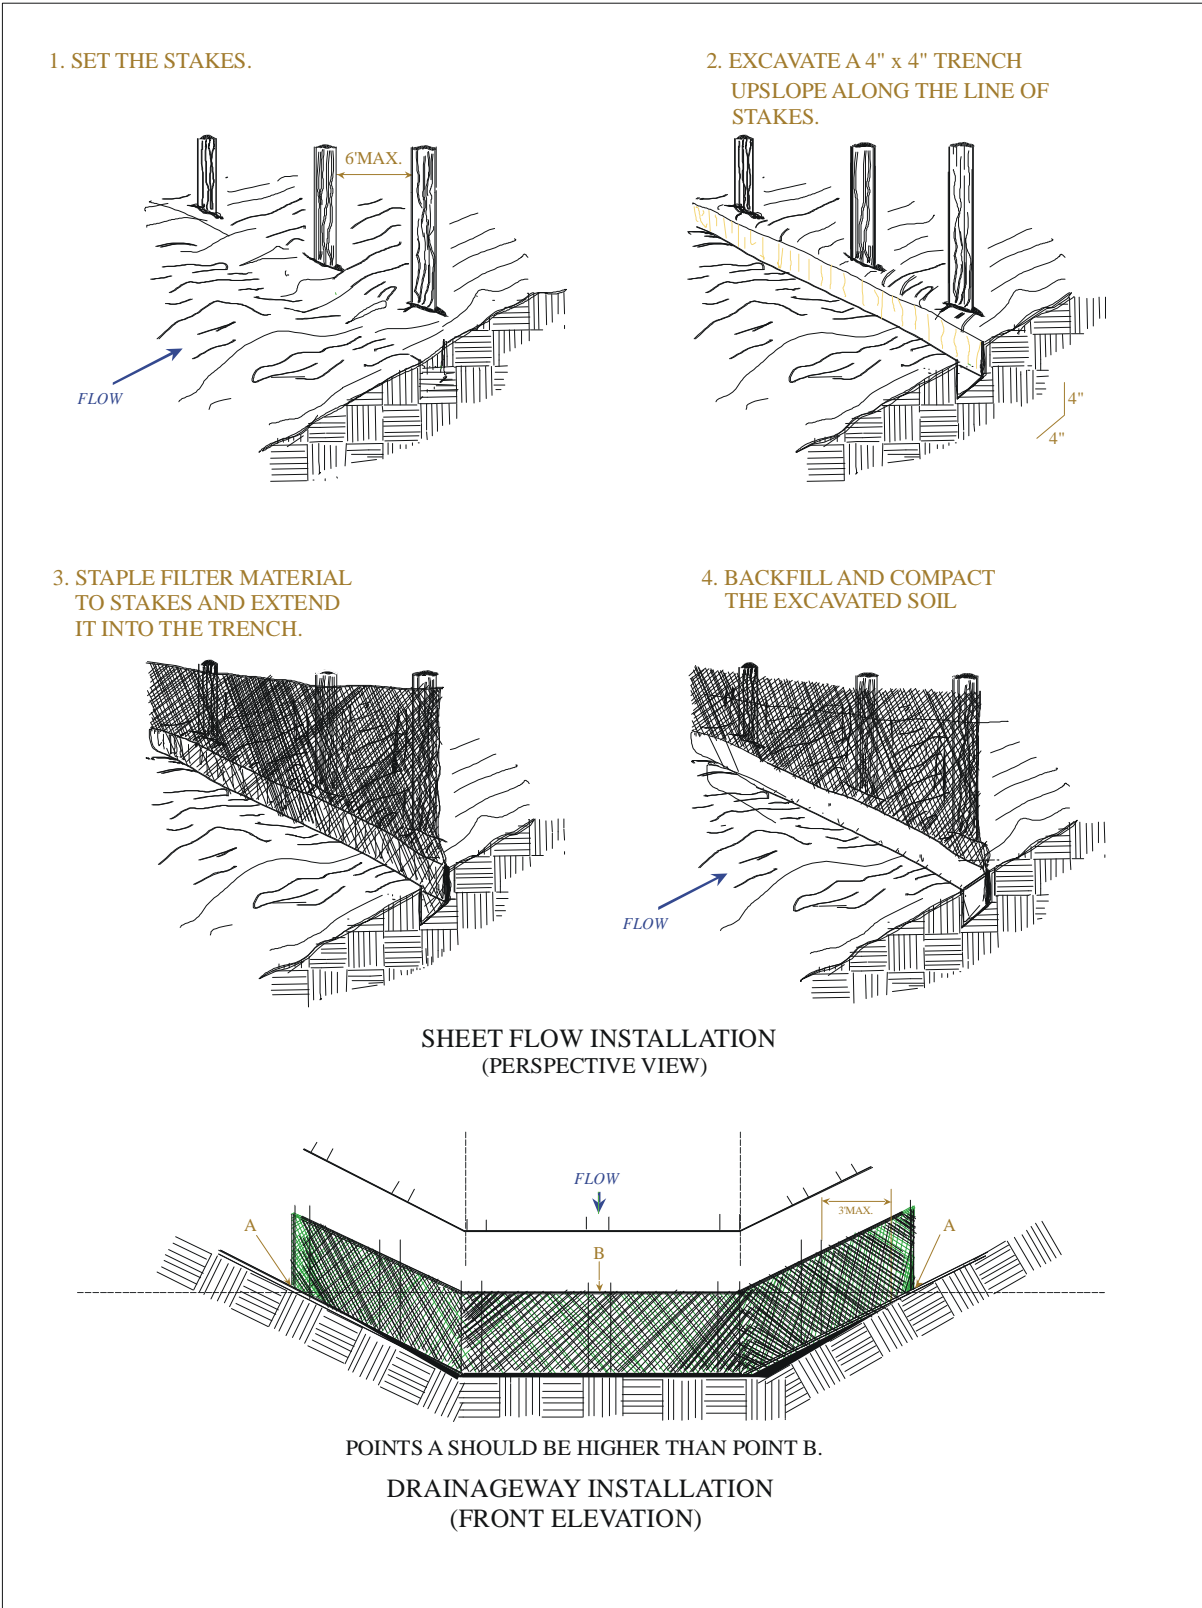 1. SET THE STAKES.
2. EXCAVATE A 4" x 4" TRENCH
UPSLOPE ALONG THE LINE OF
STAKES.
6'MAX.
FLOW
4"
4"
3. STAPLE FILTER MATERIAL
TO STAKES AND EXTEND
IT INTO THE TRENCH.
4. BACKFILL AND COMPACT
THE EXCAVATED SOIL
FLOW
SHEET FLOW INSTALLATION
(PERSPECTIVE VIEW)
FLOW
3'MAX.
A
B
A
POINTS A SHOULD BE HIGHER THAN POINT B.
DRAINAGEWAY INSTALLATION
(FRONT ELEVATION)